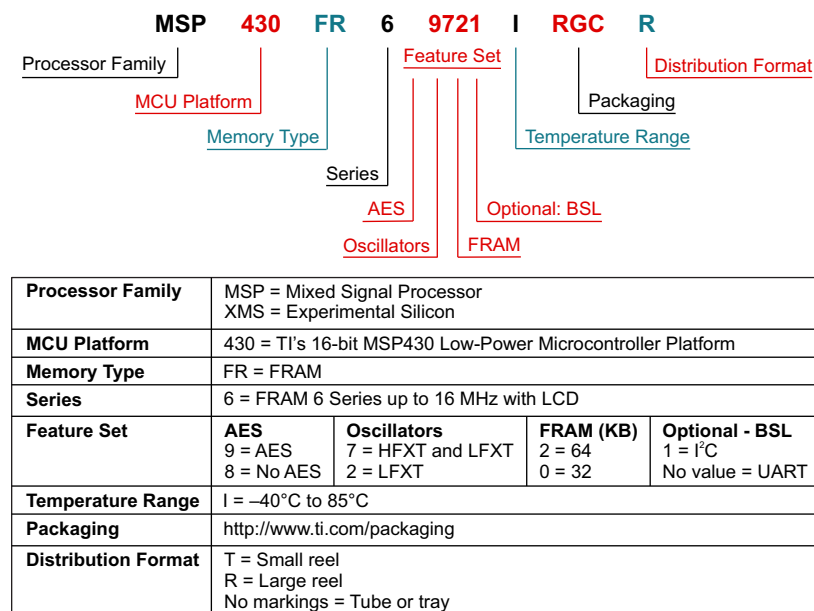 MSP 430 FR 6 9721 I RGC R
Processor Family
Feature Set
Distribution Format
MCU Platform
Packaging
Memory Type
Temperature Range
Series
AES
Optional: BSL
Oscillators
FRAM
Processor Family
MSP = Mixed Signal Processor
XMS = Experimental Silicon
MCU Platform
430 = TI's 16-bit MSP430 Low-Power Microcontroller Platform
Memory Type
FR = FRAM
Series
6 = FRAM 6 Series up to 16 MHz with LCD
Feature Set
AES
9 = AES
8 = No AES
Oscillators
7 = HFXT and LFXT
2 = LFXT
FRAM (KB)
2 = 64
0 = 32
Optional - BSL
1 = I²C
No value = UART
Temperature Range
I = –40°C to 85°C
Packaging
http://www.ti.com/packaging
Distribution Format
T = Small reel
R = Large reel
No markings = Tube or tray